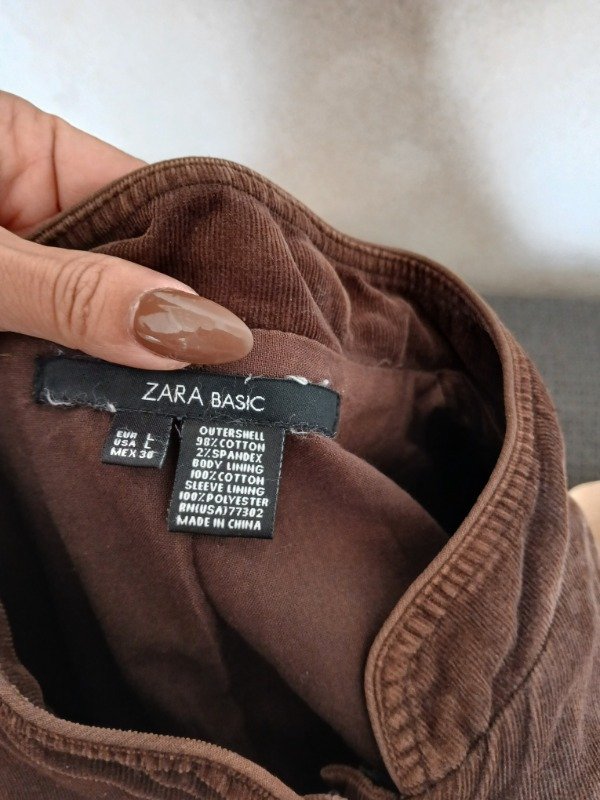 ZARA BASIC
EUR L
USA L
MEX 30
OUTERSHELL
98%COTTON
2%SPANDEX
BODY LINING
100%COTTON
SLEEVE LINING
100%POLYESTER
RN(USA)77302
MADE IN CHINA